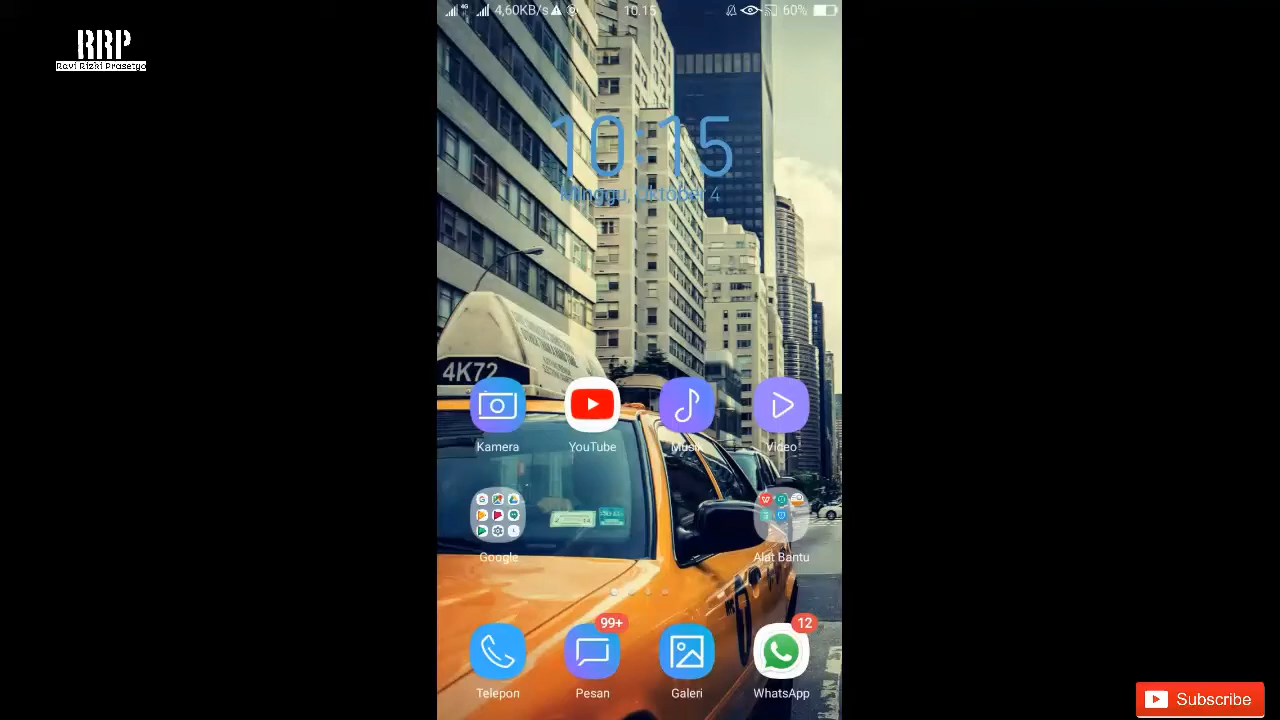 RRP
Ravi Rizki Prasetyo
4G 4,60KB/s 10.15 60%
10:15
Minggu, Oktober 4
4K72
Kamera YouTube Musik Video
Google Alat Bantu
99+ 12
Telepon Pesan Galeri WhatsApp
Subscribe